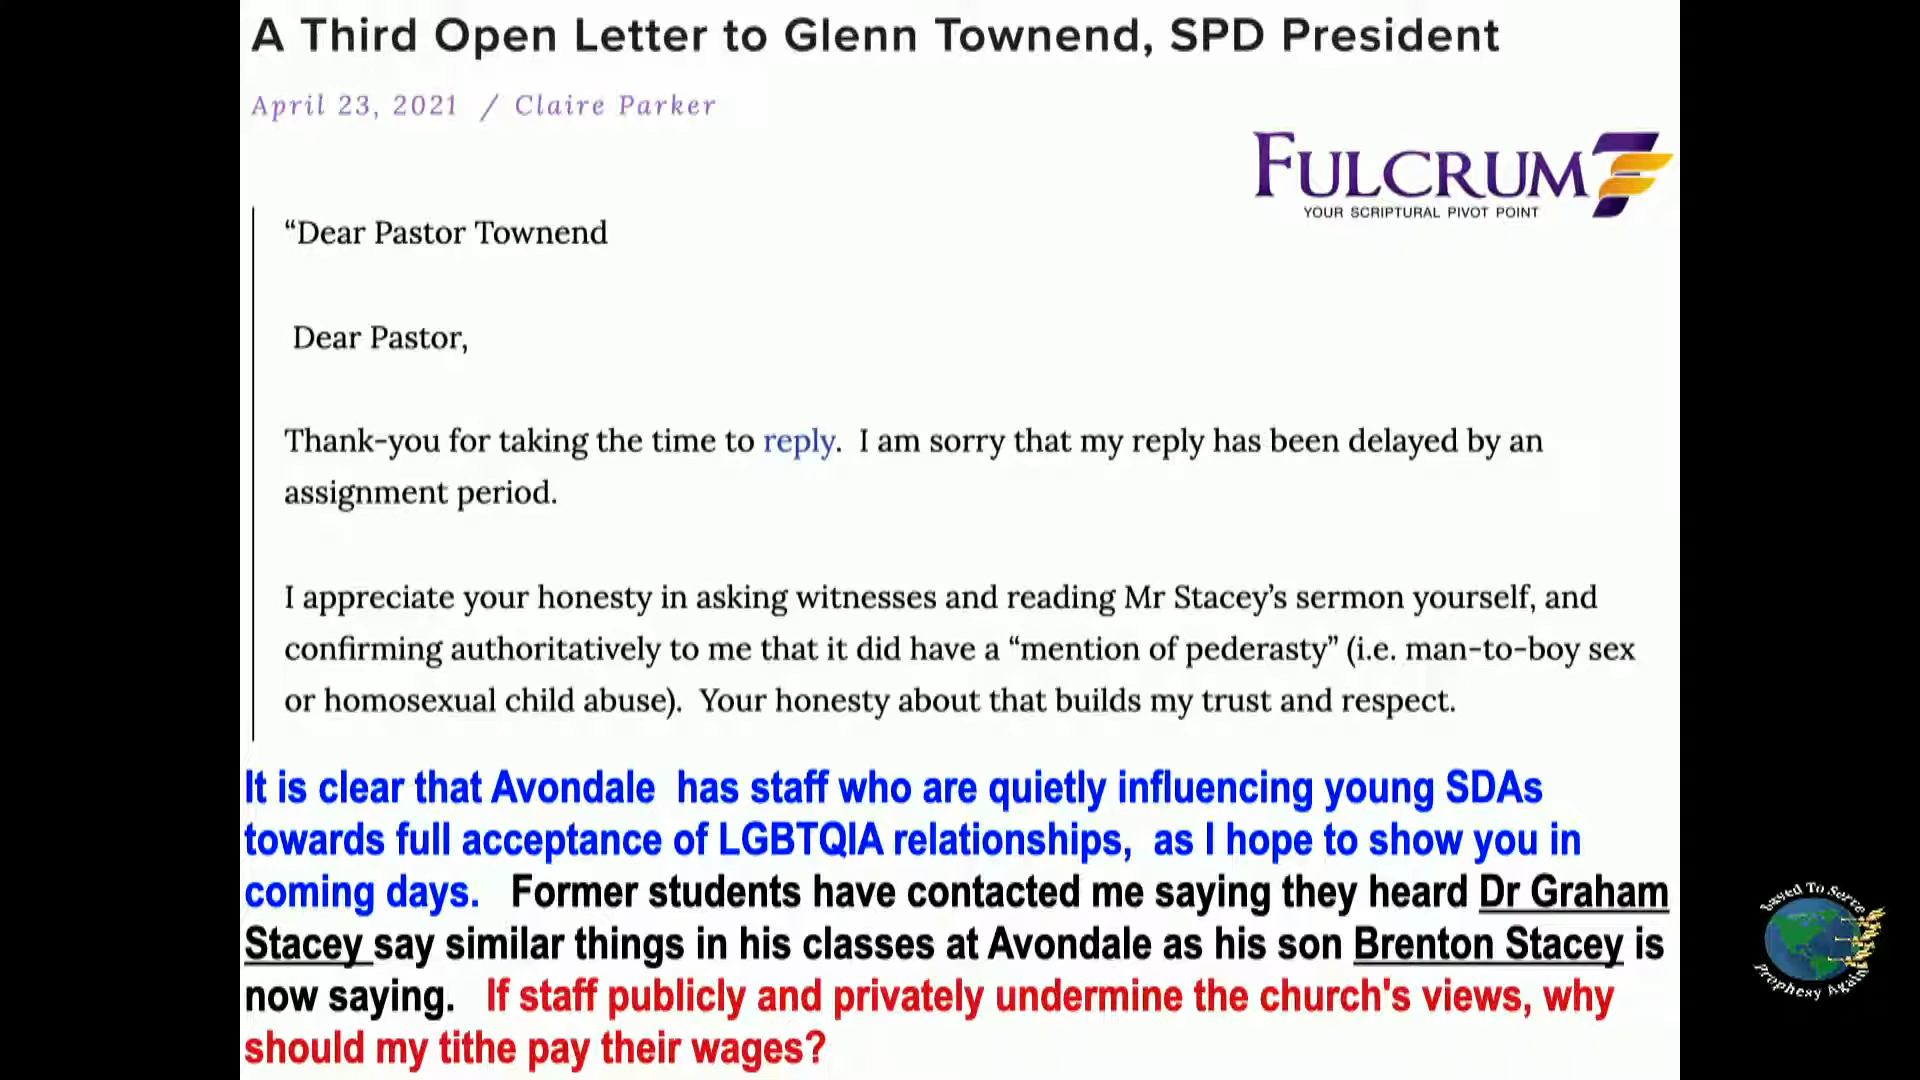 A Third Open Letter to Glenn Townend, SPD President
April 23, 2021 / Claire Parker
FULCRUM7
YOUR SCRIPTURAL PIVOT POINT
“Dear Pastor Townend
Dear Pastor,
Thank-you for taking the time to reply. I am sorry that my reply has been delayed by an
assignment period.
I appreciate your honesty in asking witnesses and reading Mr Stacey’s sermon yourself, and
confirming authoritatively to me that it did have a “mention of pederasty” (i.e. man-to-boy sex
or homosexual child abuse). Your honesty about that builds my trust and respect.
It is clear that Avondale has staff who are quietly influencing young SDAs
towards full acceptance of LGBTQIA relationships, as I hope to show you in
coming days. Former students have contacted me saying they heard Dr Graham
Stacey say similar things in his classes at Avondale as his son Brenton Stacey is
now saying. If staff publicly and privately undermine the church's views, why
should my tithe pay their wages?
To Serve
Prophesy Again